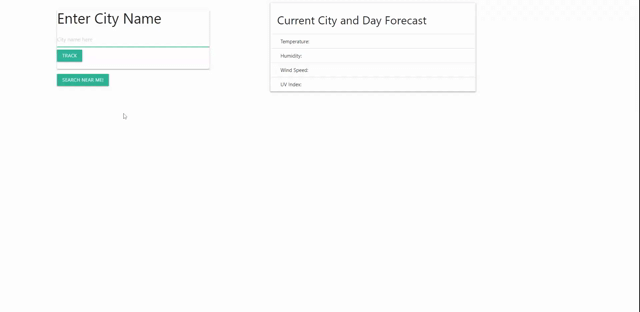 Enter City Name
City name here
TRACE
SEARCH NEAR ME!
Current City and Day Forecast
Temperature:
Humidity:
Wind Speed:
UV Index: